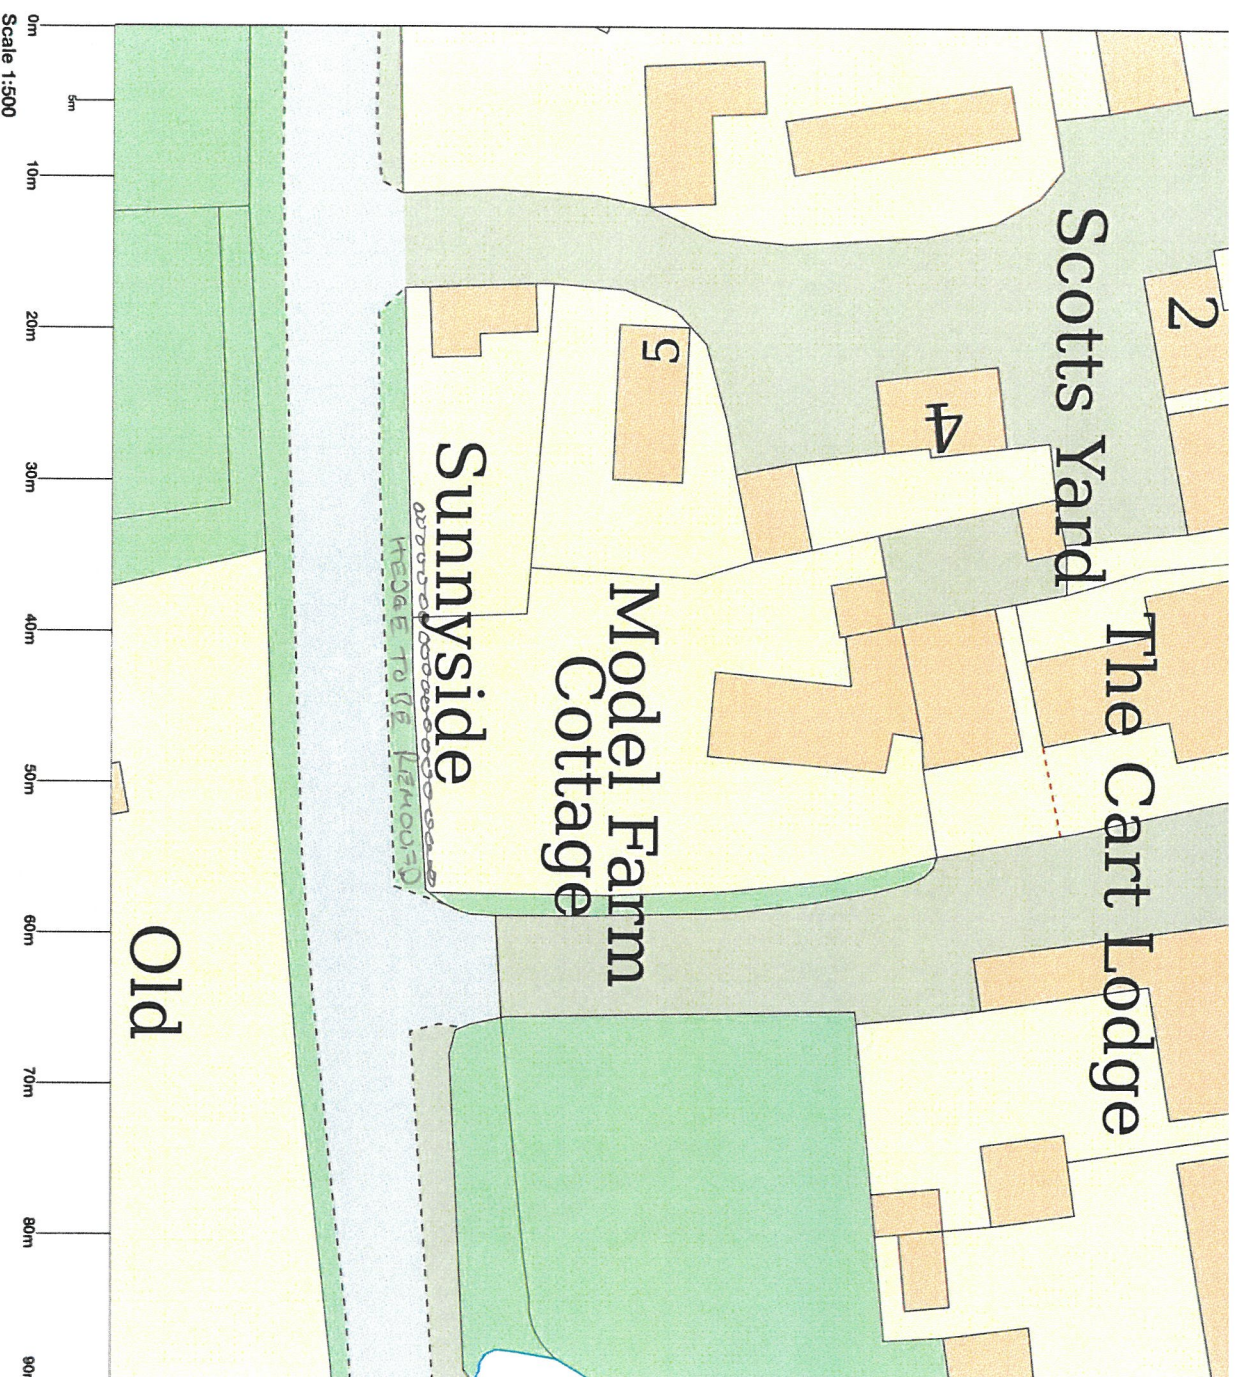 Scale 1:500
0m
5m
10m
20m
30m
40m
50m
60m
70m
80m
90m
2
Scotts Yard
4
5
The Cart Lodge
Model Farm
Cottage
Sunnyside
HEDGE TO BE REMOVED
Old